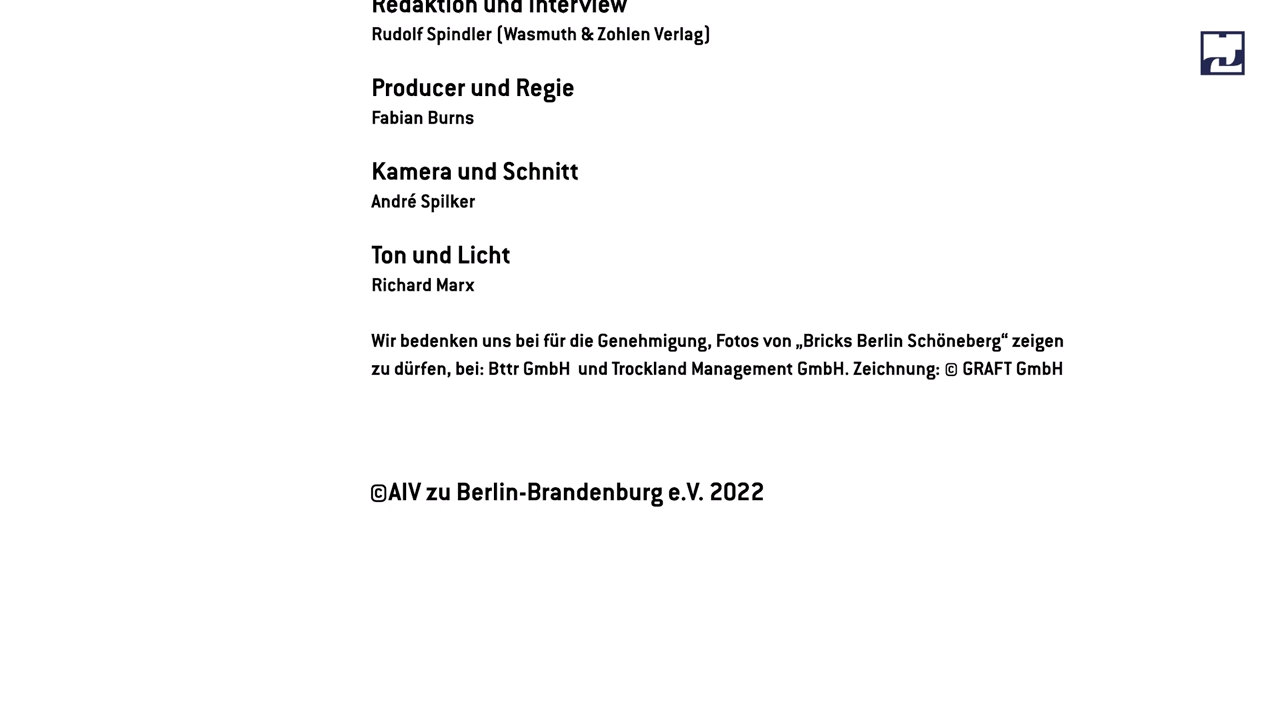 Redaktion und Interview
Rudolf Spindler (Wasmuth & Zohlen Verlag)
Producer und Regie
Fabian Burns
Kamera und Schnitt
André Spilker
Ton und Licht
Richard Marx
Wir bedenken uns bei für die Genehmigung, Fotos von „Bricks Berlin Schöneberg“ zeigen
zu dürfen, bei: Bttr GmbH und Trockland Management GmbH. Zeichnung: © GRAFT GmbH
©AIV zu Berlin-Brandenburg e.V. 2022